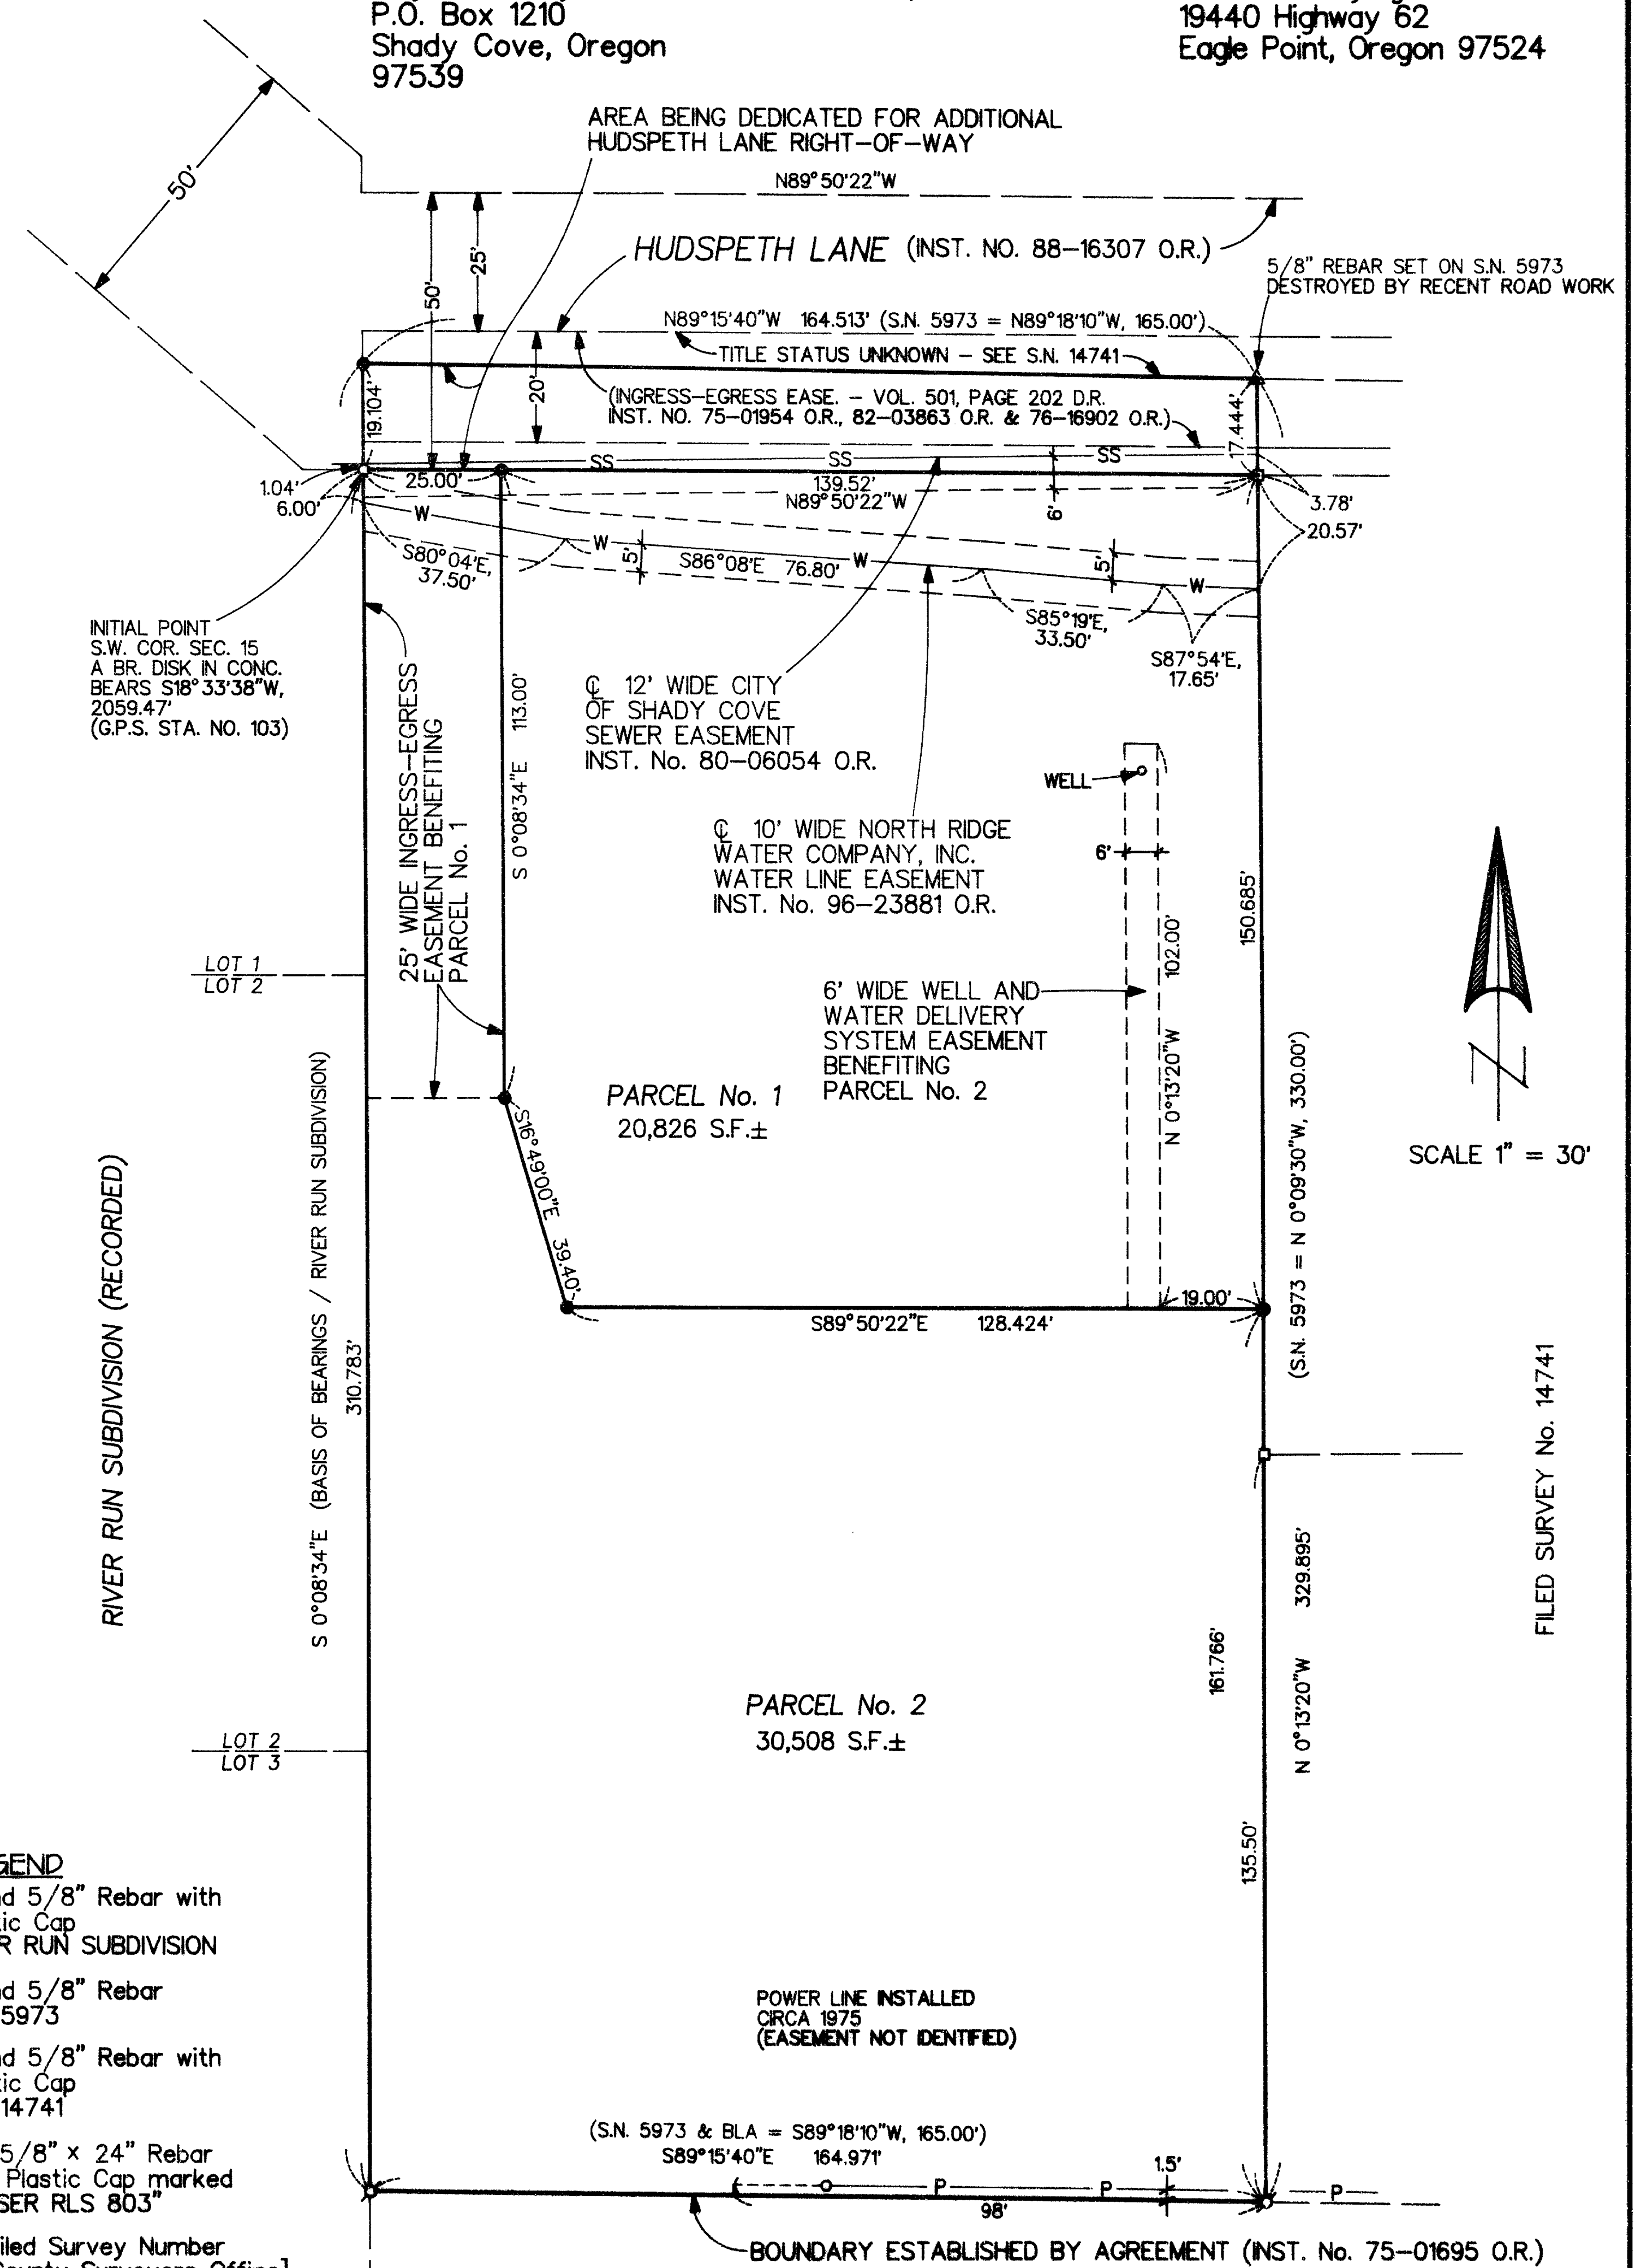 P.O. Box 1210
Shady Cove, Oregon
97539
19440 Highway 62
Eagle Point, Oregon 97524
AREA BEING DEDICATED FOR ADDITIONAL
HUDSPETH LANE RIGHT-OF-WAY
N89°50'22"W
50'
50'
25'
HUDSPETH LANE (INST. NO. 88-16307 O.R.)
5/8" REBAR SET ON S.N. 5973
DESTROYED BY RECENT ROAD WORK
N89°15'40"W 164.513' (S.N. 5973 = N89°18'10"W, 165.00')
TITLE STATUS UNKNOWN - SEE S.N. 14741
20'
(INGRESS-EGRESS EASE. - VOL. 501, PAGE 202 D.R.
INST. NO. 75-01954 O.R., 82-03863 O.R. & 76-16902 O.R.)
19.104'
17.444'
SS SS SS
1.04'
6.00'
25.00'
139.52'
N89°50'22"W
6'
3.78'
20.57'
W W W W
S80°04'E,
37.50'
5'
S86°08'E 76.80'
5'
S85°19'E,
33.50'
S87°54'E,
17.65'
INITIAL POINT
S.W. COR. SEC. 15
A BR. DISK IN CONC.
BEARS S18°33'38"W,
2059.47'
(G.P.S. STA. NO. 103)
25' WIDE INGRESS-EGRESS
EASEMENT BENEFITING
PARCEL No. 1
S 0°08'34"E 113.00'
℄ 12' WIDE CITY
OF SHADY COVE
SEWER EASEMENT
INST. No. 80-06054 O.R.
WELL
6'
℄ 10' WIDE NORTH RIDGE
WATER COMPANY, INC.
WATER LINE EASEMENT
INST. No. 96-23881 O.R.
150.685'
LOT 1
LOT 2
102.00'
N 0°13'20"W
6' WIDE WELL AND
WATER DELIVERY
SYSTEM EASEMENT
BENEFITING
PARCEL No. 2
PARCEL No. 1
20,826 S.F.±
N
SCALE 1" = 30'
S16°49'00"E 39.40'
19.00'
S89°50'22"E 128.424'
(S.N. 5973 = N 0°09'30"W, 330.00')
RIVER RUN SUBDIVISION (RECORDED)
S 0°08'34"E (BASIS OF BEARINGS / RIVER RUN SUBDIVISION)
310.783'
FILED SURVEY No. 14741
N 0°13'20"W 329.895'
161.766'
PARCEL No. 2
30,508 S.F.±
LOT 2
LOT 3
135.50'
GEND
d 5/8" Rebar with
ic Cap
R RUN SUBDIVISION
d 5/8" Rebar
5973
d 5/8" Rebar with
ic Cap
14741
5/8" x 24" Rebar
Plastic Cap marked
SER RLS 803"
iled Survey Number
POWER LINE INSTALLED
CIRCA 1975
(EASEMENT NOT IDENTIFIED)
(S.N. 5973 & BLA = S89°18'10"W, 165.00')
S89°15'40"E 164.971'
1.5'
P P P
98'
BOUNDARY ESTABLISHED BY AGREEMENT (INST. No. 75-01695 O.R.)